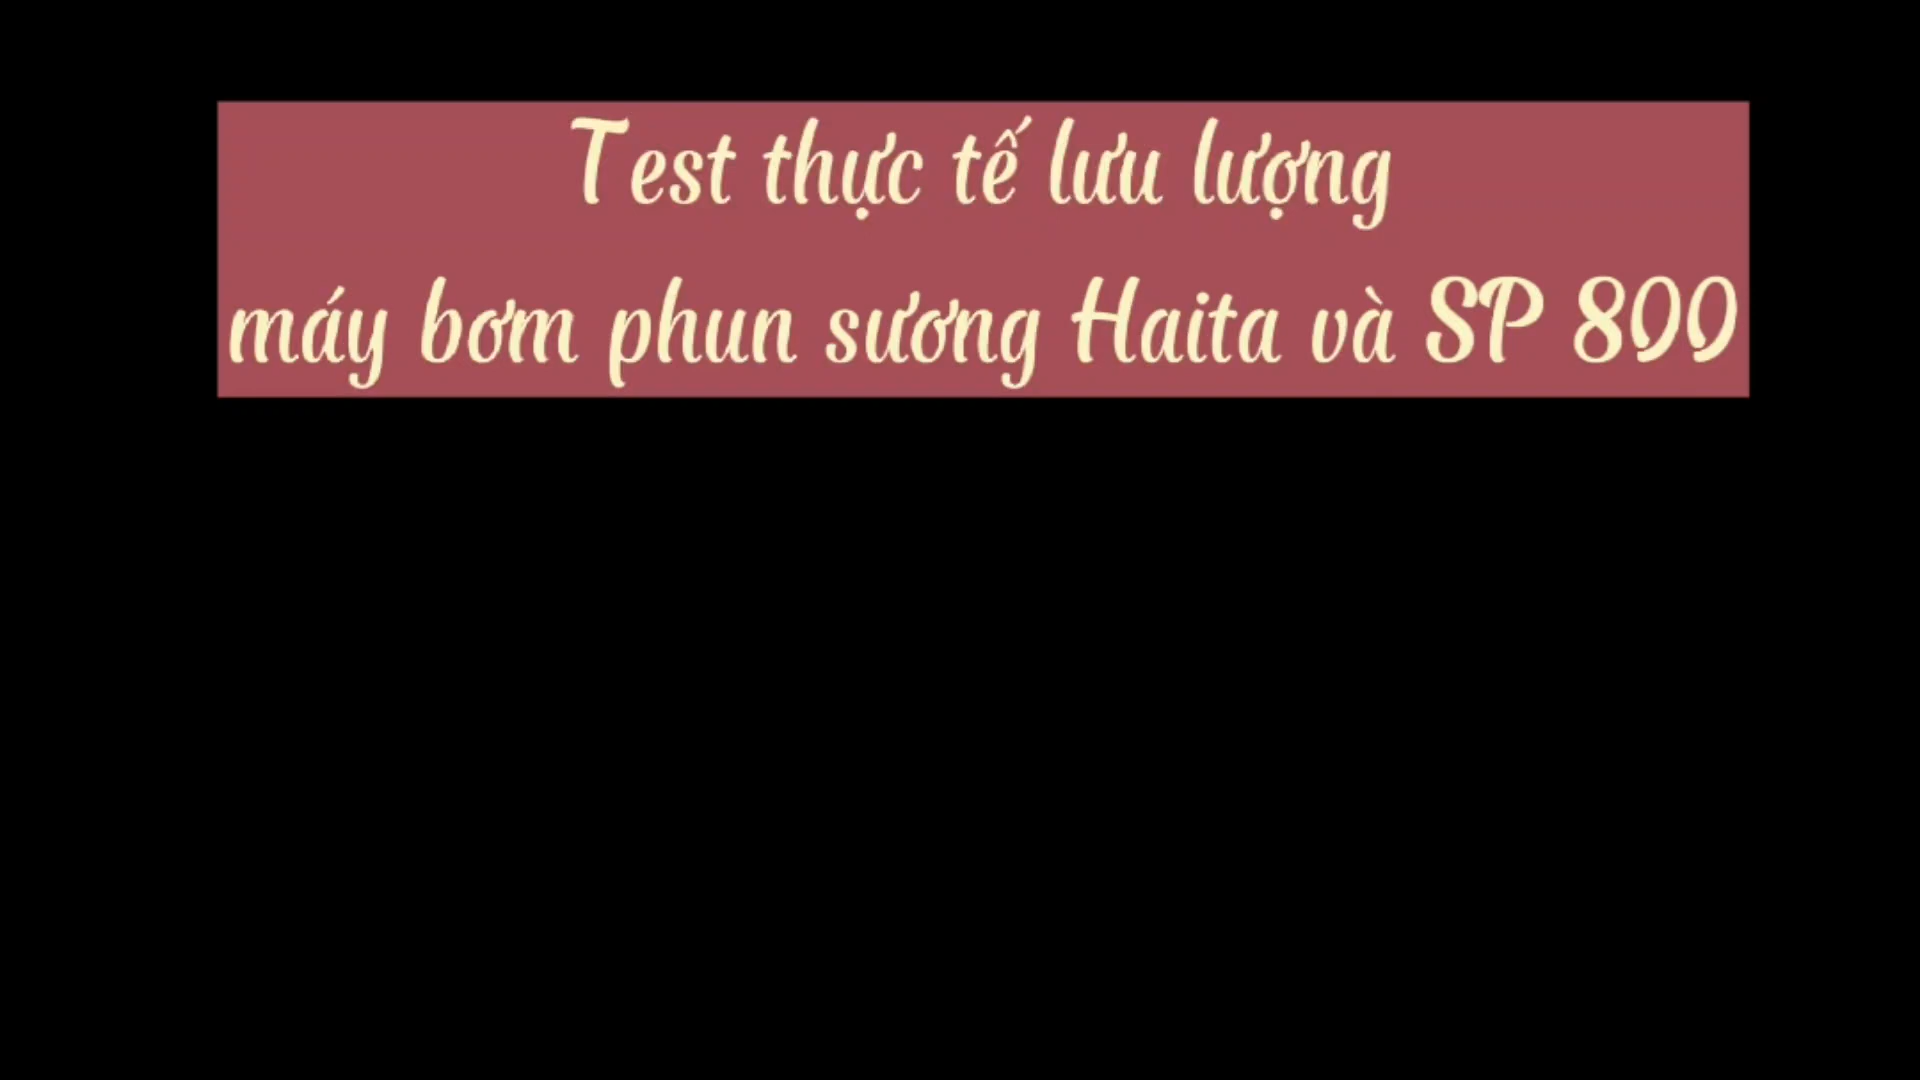 Test thực tế lưu lượng
máy bơm phun sương Haita và SP 800